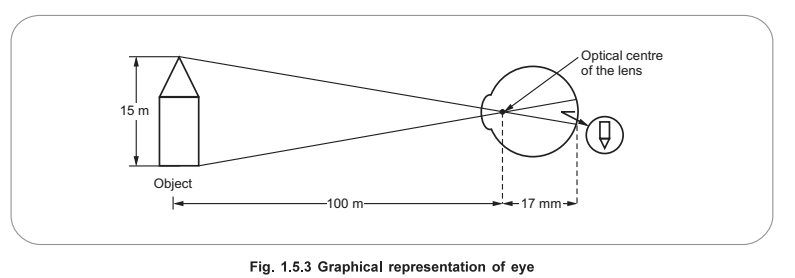 Optical centre
of the lens
15 m
Object
100 m
17 mm
Fig. 1.5.3 Graphical representation of eye